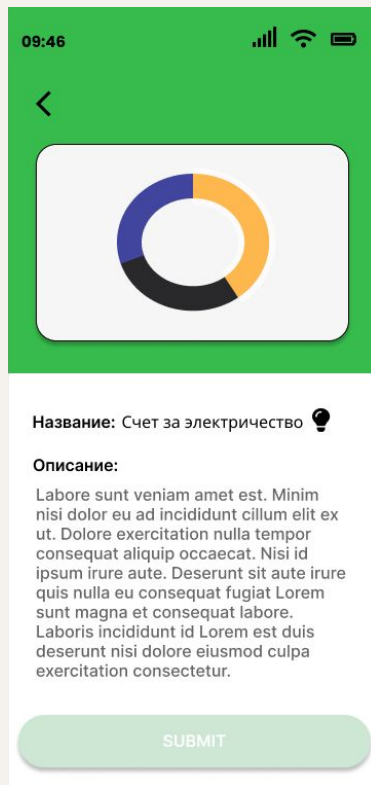 09:46
Название: Счет за электричество
Описание:
Labore sunt veniam amet est. Minim
nisi dolor eu ad incididunt cillum elit ex
ut. Dolore exercitation nulla tempor
consequat aliquip occaecat. Nisi id
ipsum irure aute. Deserunt sit aute irure
quis nulla eu consequat fugiat Lorem
sunt magna et consequat labore.
Laboris incididunt id Lorem est duis
deserunt nisi dolore eiusmod culpa
exercitation consectetur.
SUBMIT